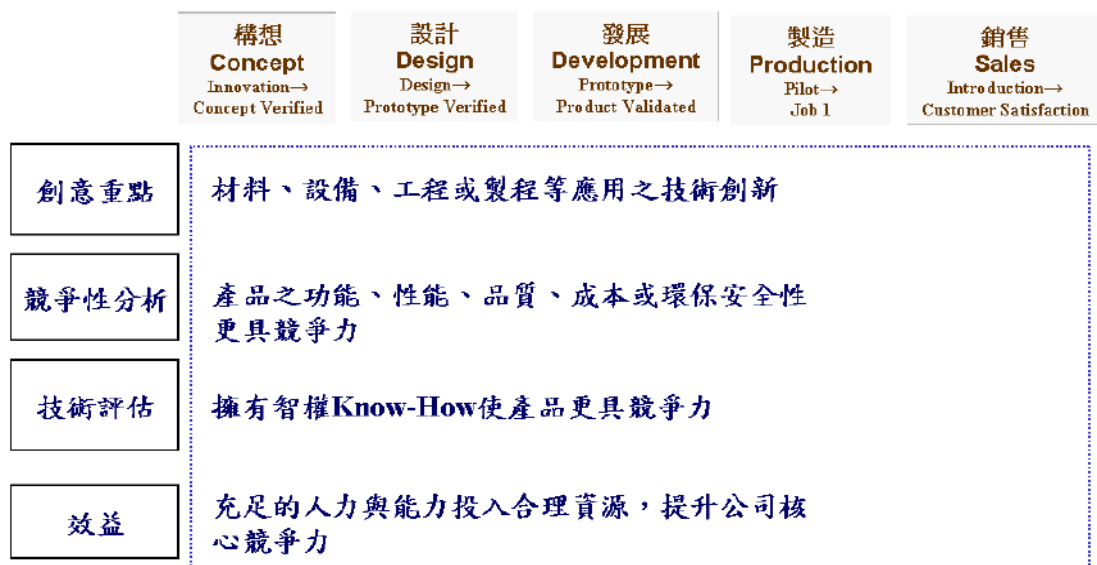 構想
Concept
Innovation→
Concept Verified
設計
Design
Design→
Prototype Verified
發展
Development
Prototype→
Product Validated
製造
Production
Pilot→
Job 1
銷售
Sales
Introduction→
Customer Satisfaction
創意重點
材料、設備、工程或製程等應用之技術創新
競爭性分析
產品之功能、性能、品質、成本或環保安全性
更具競爭力
技術評估
擁有智權Know-How使產品更具競爭力
效益
充足的人力與能力投入合理資源，提升公司核
心競爭力